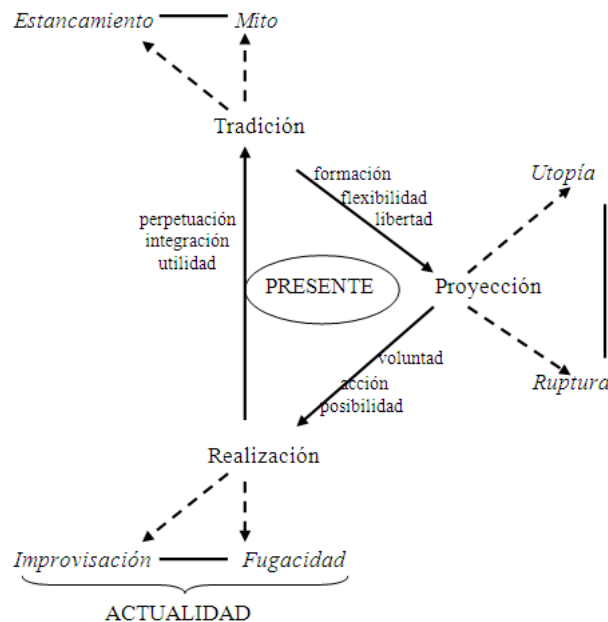 Estancamiento
Mito
Tradición
formación
flexibilidad
libertad
Utopía
perpetuación
integración
utilidad
PRESENTE
Proyección
voluntad
acción
posibilidad
Ruptura
Realización
Improvisación
Fugacidad
ACTUALIDAD